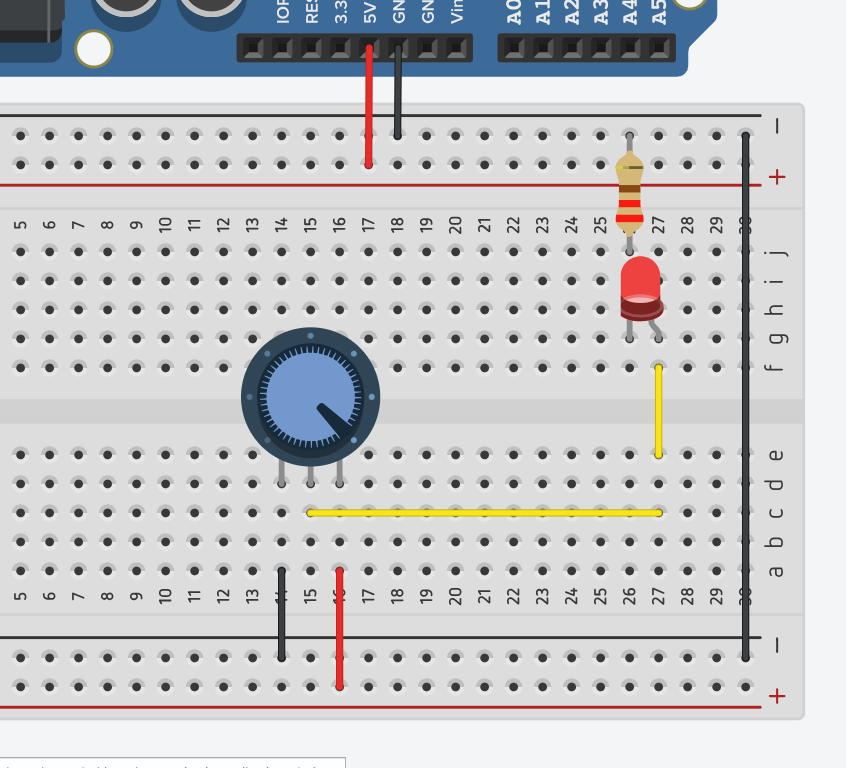 IOR RES 3.3 5V GN GN Vin A0 A1 A2 A3 A4 A5
−
+
5 6 7 8 9 10 11 12 13 14 15 16 17 18 19 20 21 22 23 24 25 27 28 29 30
j
i
h
g
f
e
d
c
b
a
5 6 7 8 9 10 11 12 13 14 15 16 17 18 19 20 21 22 23 24 25 26 27 28 29 30
−
+